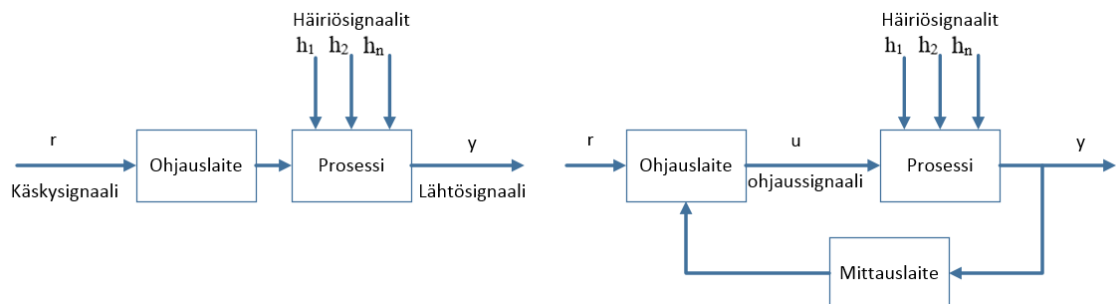 Häiriösignaalit
h₁ h₂ hₙ
r
Ohjauslaite
Prosessi
y
Käskysignaali
Lähtösignaali
Häiriösignaalit
h₁ h₂ hₙ
r
Ohjauslaite
u
ohjaussignaali
Prosessi
y
Mittauslaite